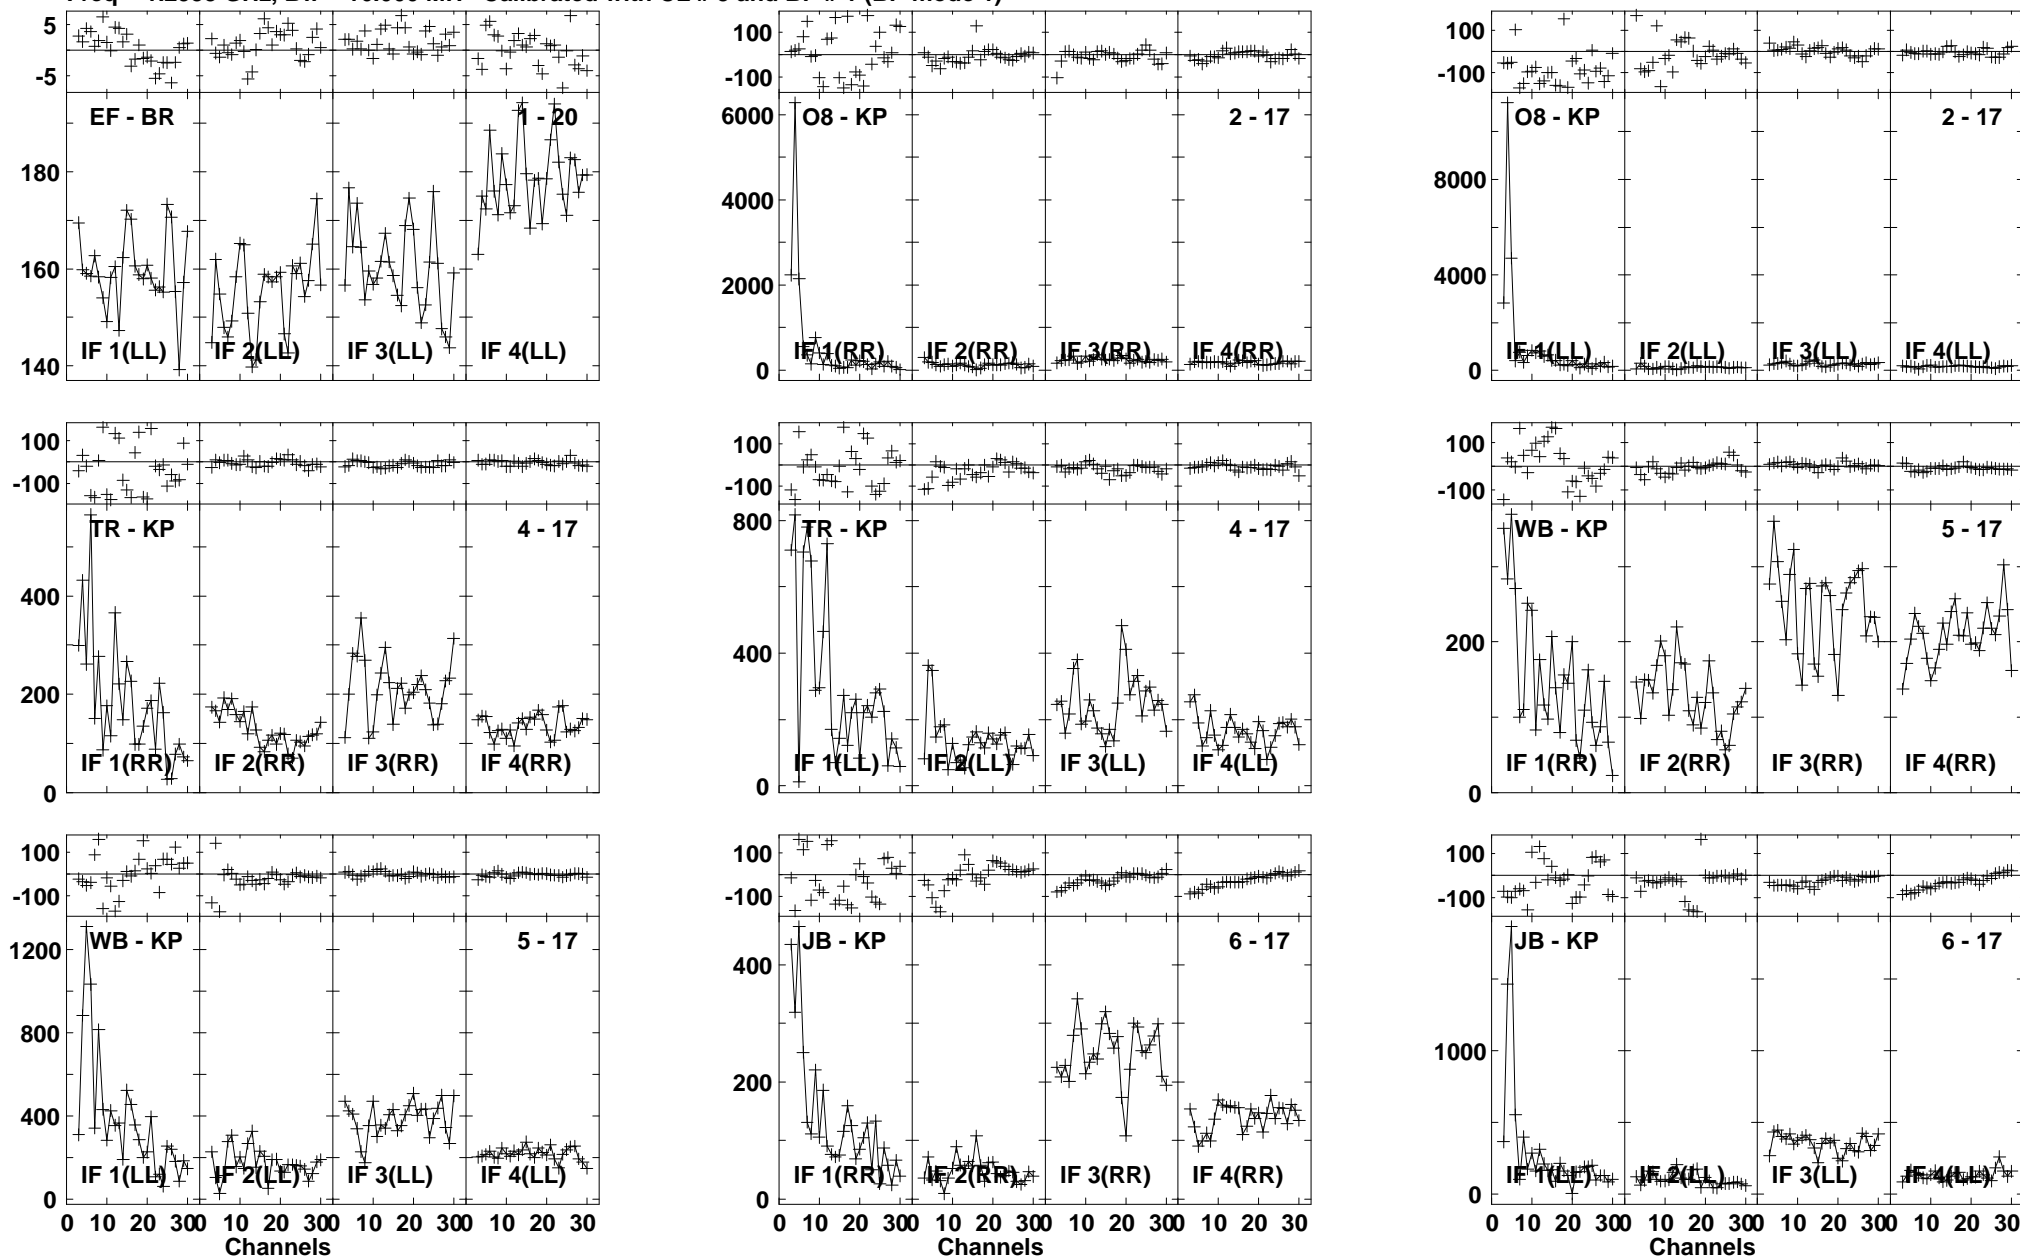 5 100 100
-5 -100 -100
EF - BR 1 - 20 O8 - KP 2 - 17 O8 - KP 2 - 17
6000
180 8000
4000
160 4000
2000
IF 1(LL) IF 2(LL) IF 3(LL) IF 4(LL) IF 1(RR) IF 2(RR) IF 3(RR) IF 4(RR) IF 1(LL) IF 2(LL) IF 3(LL) IF 4(LL)
140 0 0
100 100 100
-100 -100 -100
TR - KP 4 - 17 TR - KP 4 - 17 WB - KP 5 - 17
800
400 400 200
200
IF 1(RR) IF 2(RR) IF 3(RR) IF 4(RR) IF 1(LL) IF 2(LL) IF 3(LL) IF 4(LL) IF 1(RR) IF 2(RR) IF 3(RR) IF 4(RR)
0 0 0
100 100 100
-100 -100 -100
WB - KP 5 - 17 JB - KP 6 - 17 JB - KP 6 - 17
1200 400
800 1000
200
400
IF 1(LL) IF 2(LL) IF 3(LL) IF 4(LL) IF 1(RR) IF 2(RR) IF 3(RR) IF 4(RR) IF 1(LL) IF 2(LL) IF 3(LL) IF 4(LL)
0 0 0
0 10 20 30 0 10 20 30 0 10 20 30 0 10 20 30 0 10 20 30 0 10 20 30 0 10 20 30 0 10 20 30 0 10 20 30 0 10 20 30 0 10 20 30 0 10 20 30
Channels Channels Channels